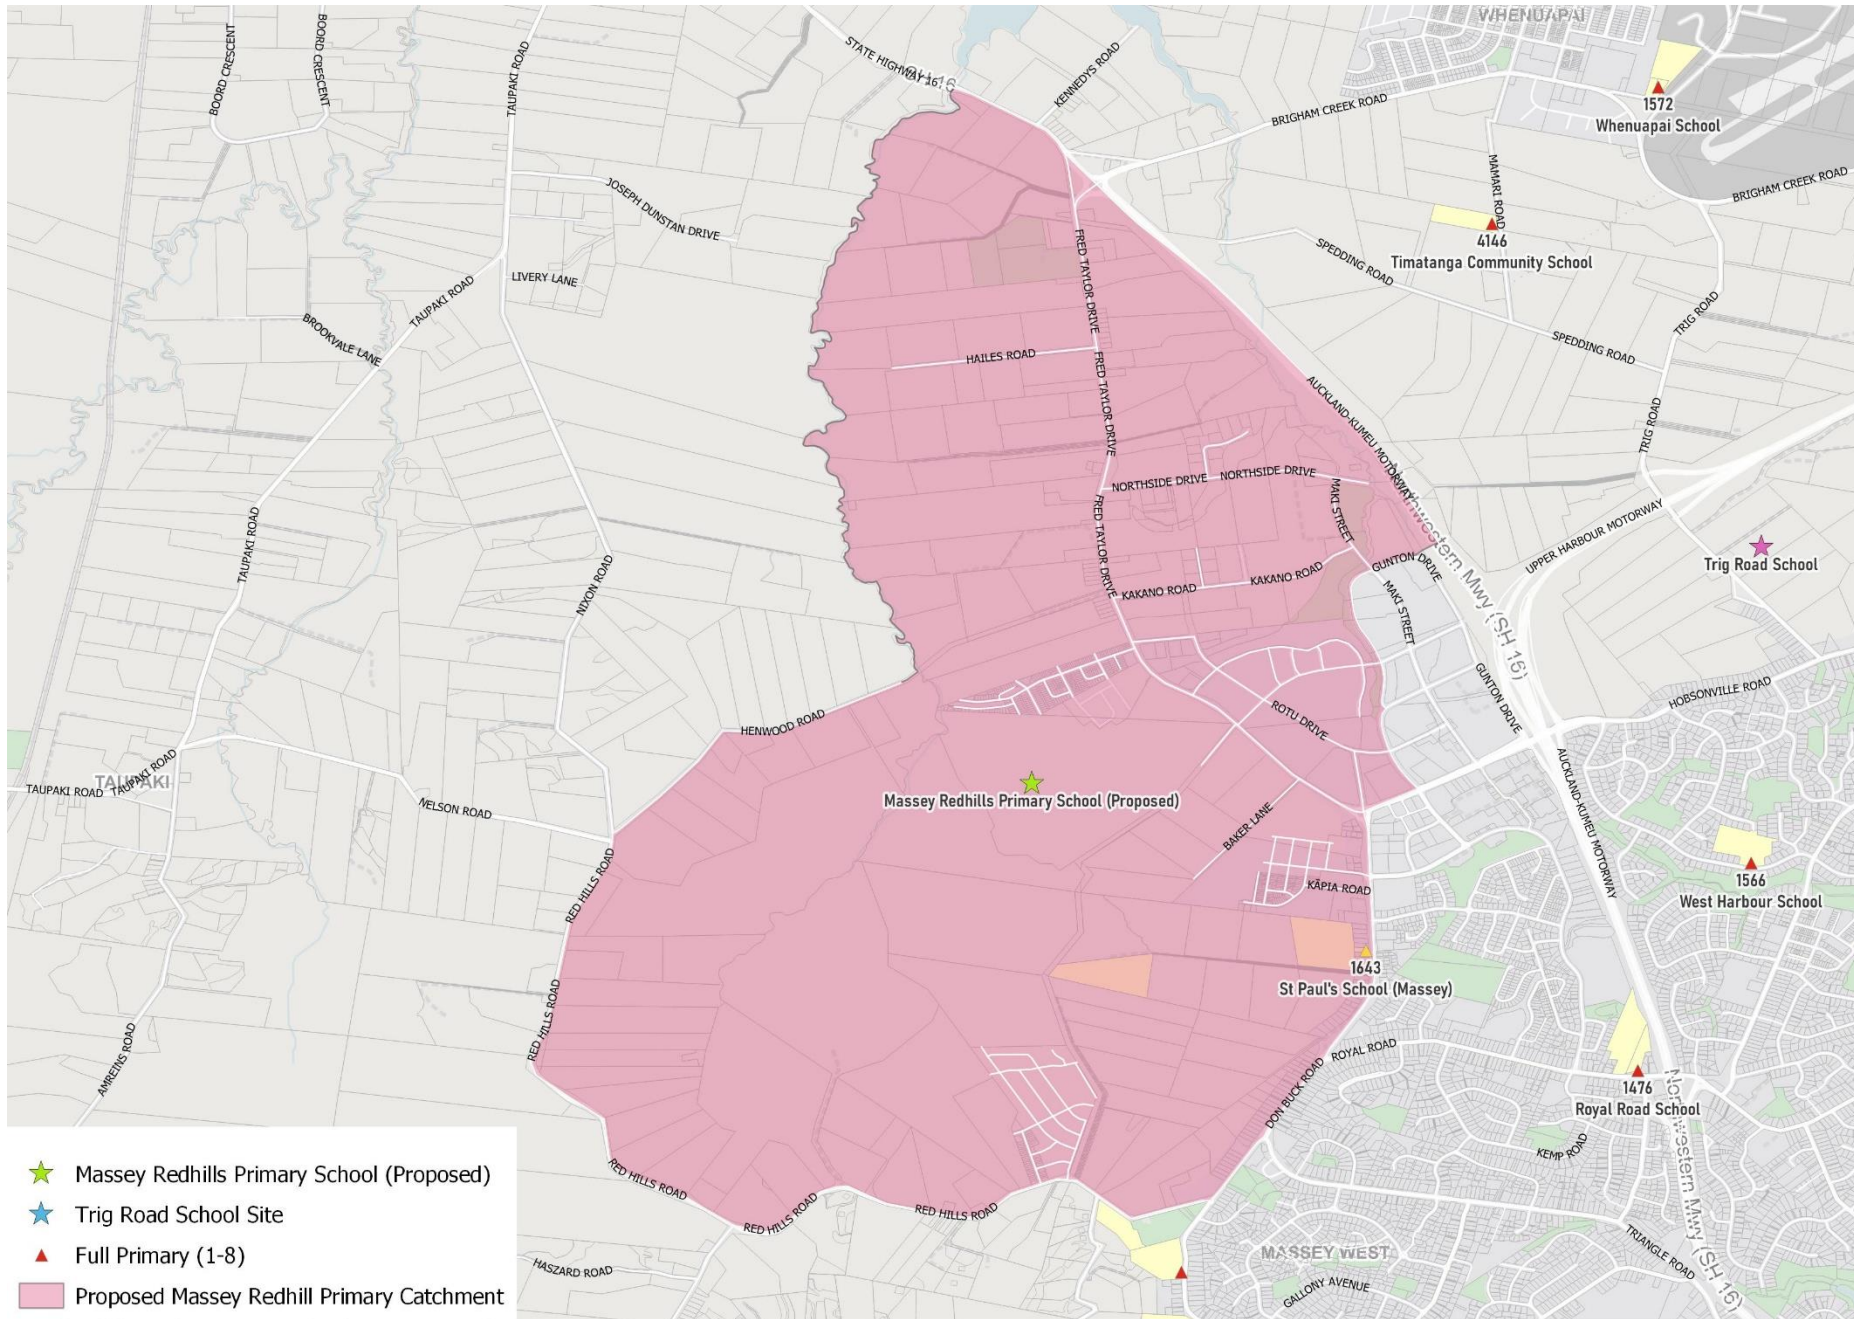 WHENUAPAI
BOORD CRESCENT
BOORD CRESCENT
TAUPAKI ROAD
STATE HIGHWAY 16
SH 16
KENNEDYS ROAD
BRIGHAM CREEK ROAD
1572
Whenuapai School
MAMARI ROAD
BRIGHAM CREEK ROAD
JOSEPH DUNSTAN DRIVE
4146
Timatanga Community School
SPEDDING ROAD
FRED TAYLOR DRIVE
LIVERY LANE
TAUPAKI ROAD
BROOKVALE LANE
TRIG ROAD
SPEDDING ROAD
HAILES ROAD
FRED TAYLOR DRIVE
AUCKLAND-KUMEU MOTORWAY
TRIG ROAD
NORTHSIDE DRIVE
NORTHSIDE DRIVE
MAKI STREET
Northwestern Mwy (SH 16)
FRED TAYLOR DRIVE
UPPER HARBOUR MOTORWAY
TAUPAKI ROAD
Trig Road School
NIXON ROAD
GUNTON DRIVE
KAKANO ROAD
KAKANO ROAD
MAKI STREET
GUNTON DRIVE
HOBSONVILLE ROAD
ROTU DRIVE
HENWOOD ROAD
TAUPAKI ROAD
TAUPAKI
TAUPAKI ROAD
NELSON ROAD
Massey Redhills Primary School (Proposed)
BAKER LANE
AUCKLAND-KUMEU MOTORWAY
RED HILLS ROAD
KĀPIA ROAD
1566
West Harbour School
1643
St Paul's School (Massey)
RED HILLS ROAD
AMREINS ROAD
ROYAL ROAD
DON BUCK ROAD
1476
Royal Road School
KEMP ROAD
Northwestern Mwy (SH 16)
RED HILLS ROAD
RED HILLS ROAD
RED HILLS ROAD
MASSEY WEST
TRIANGLE ROAD
HASZARD ROAD
GALLONY AVENUE
Massey Redhills Primary School (Proposed)
Trig Road School Site
Full Primary (1-8)
Proposed Massey Redhill Primary Catchment